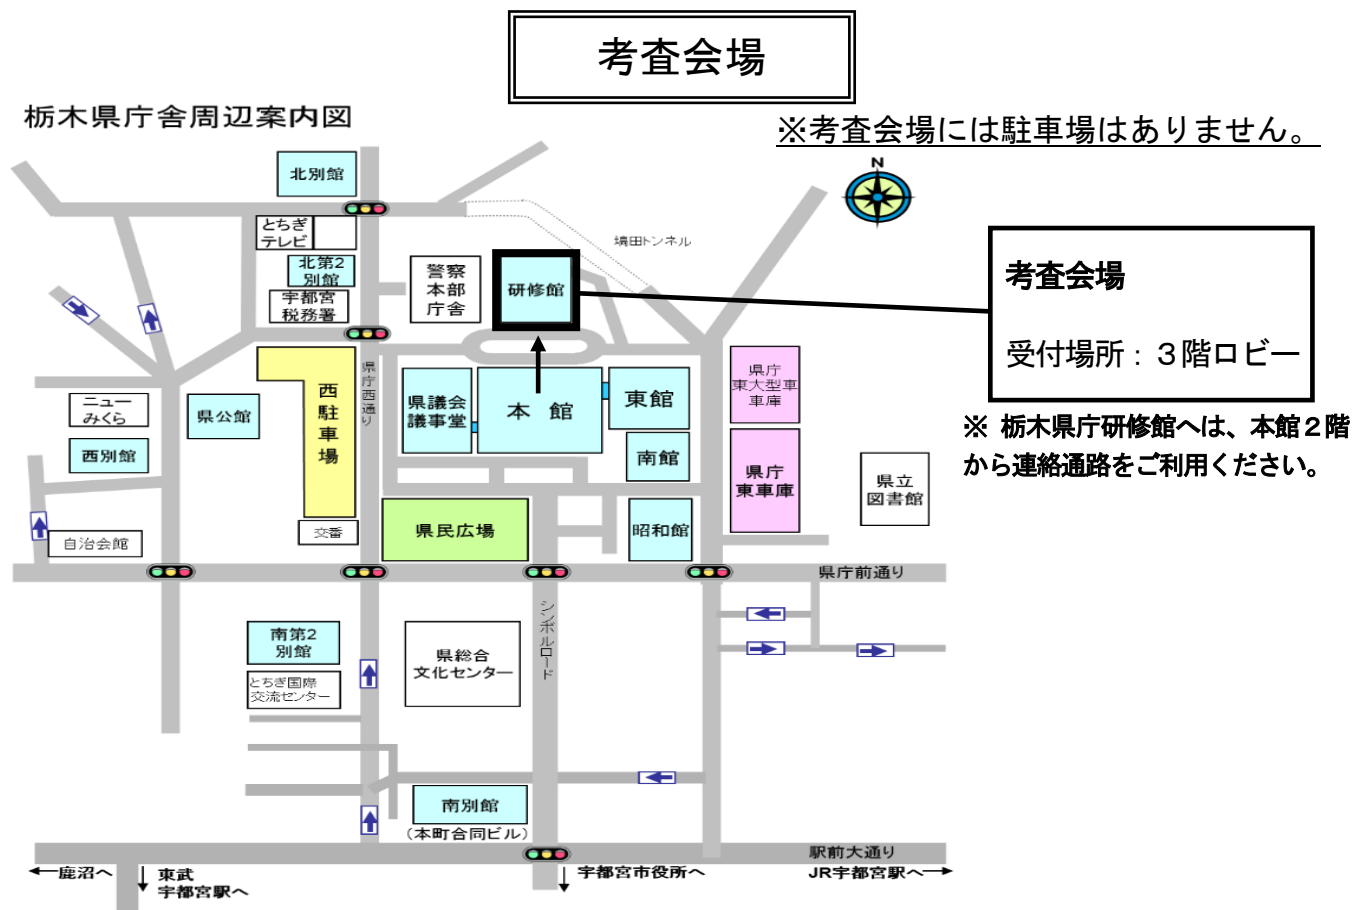 考査会場
栃木県庁舎周辺案内図
※考査会場には駐車場はありません。
N
北別館
とちぎ
テレビ
北第2
別館
宇都宮
税務署
警察
本部
庁舎
研修館
塙田トンネル
考査会場
受付場所：３階ロビー
※ 栃木県庁研修館へは、本館２階
から連絡通路をご利用ください。
県庁西通り
西駐車場
県議会
議事堂
本館
東館
南館
県庁
東大型車
車庫
県庁
東車庫
県立
図書館
ニュー
みくら
県公館
西別館
自治会館
交番
県民広場
昭和館
県庁前通り
シンボルロード
南第2
別館
とちぎ国際
交流センター
県総合
文化センター
南別館
(本町合同ビル)
駅前大通り
鹿沼へ
東武
宇都宮駅へ
宇都宮市役所へ
JR宇都宮駅へ